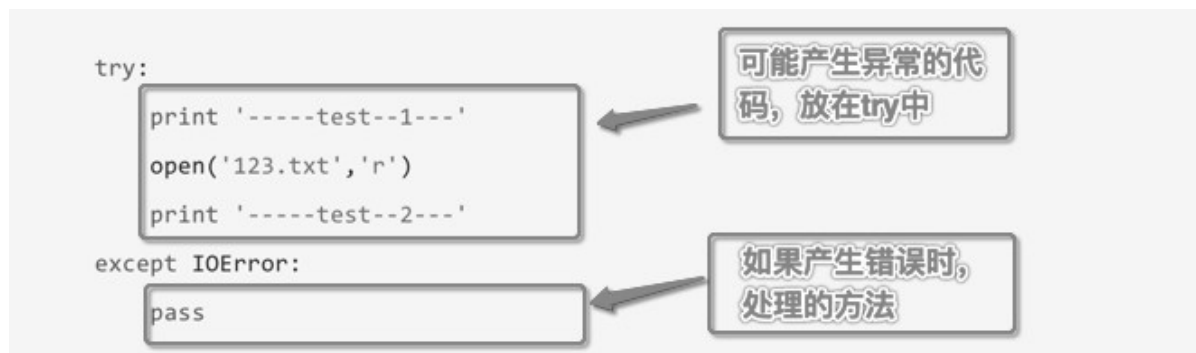 try:
print '-----test--1---'
open('123.txt','r')
print '-----test--2---'
except IOError:
pass
可能产生异常的代
码，放在try中
如果产生错误时，
处理的方法